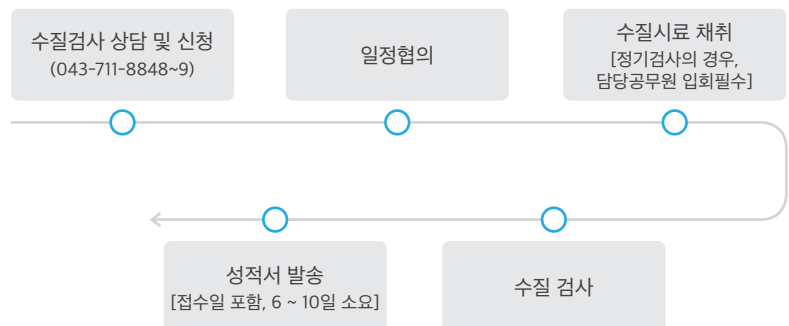 수질검사 상담 및 신청
(043-711-8848~9)
일정협의
수질시료 채취
[정기검사의 경우,
담당공무원 입회필수]
수질 검사
성적서 발송
[접수일 포함, 6 ~ 10일 소요]